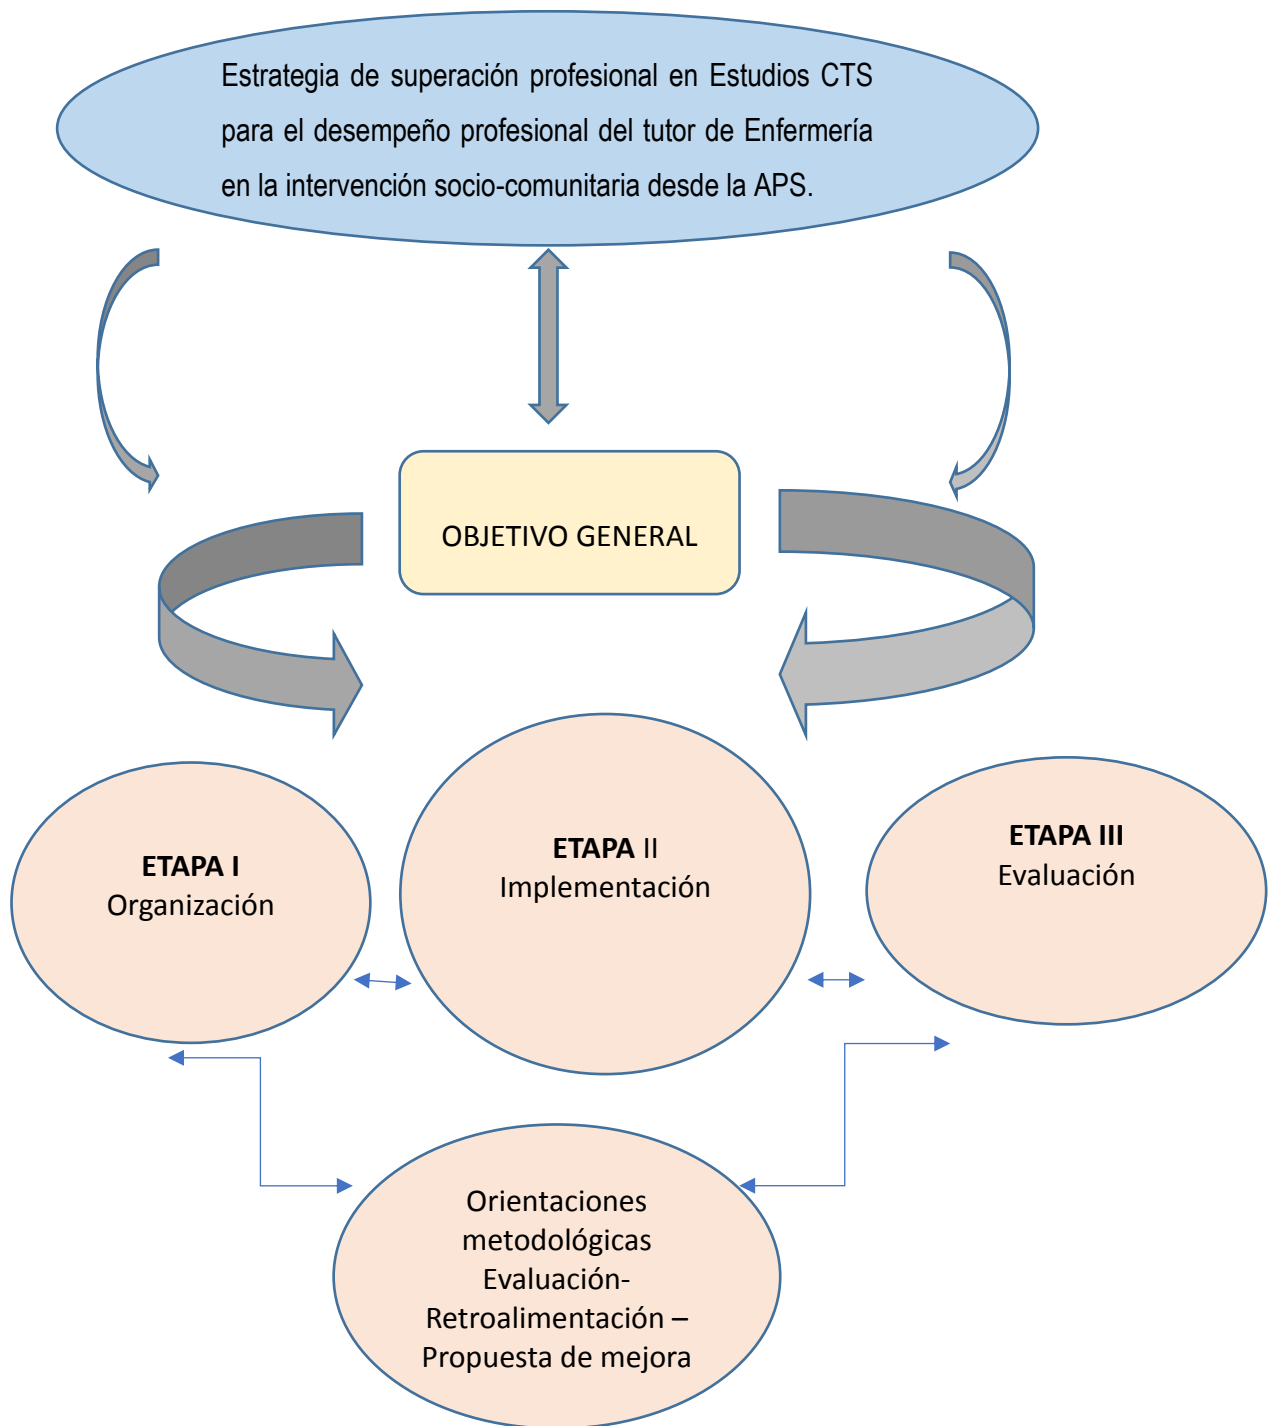 Estrategia de superación profesional en Estudios CTS
para el desempeño profesional del tutor de Enfermería
en la intervención socio-comunitaria desde la APS.
OBJETIVO GENERAL
ETAPA I
Organización
ETAPA II
Implementación
ETAPA III
Evaluación
Orientaciones
metodológicas
Evaluación-
Retroalimentación –
Propuesta de mejora